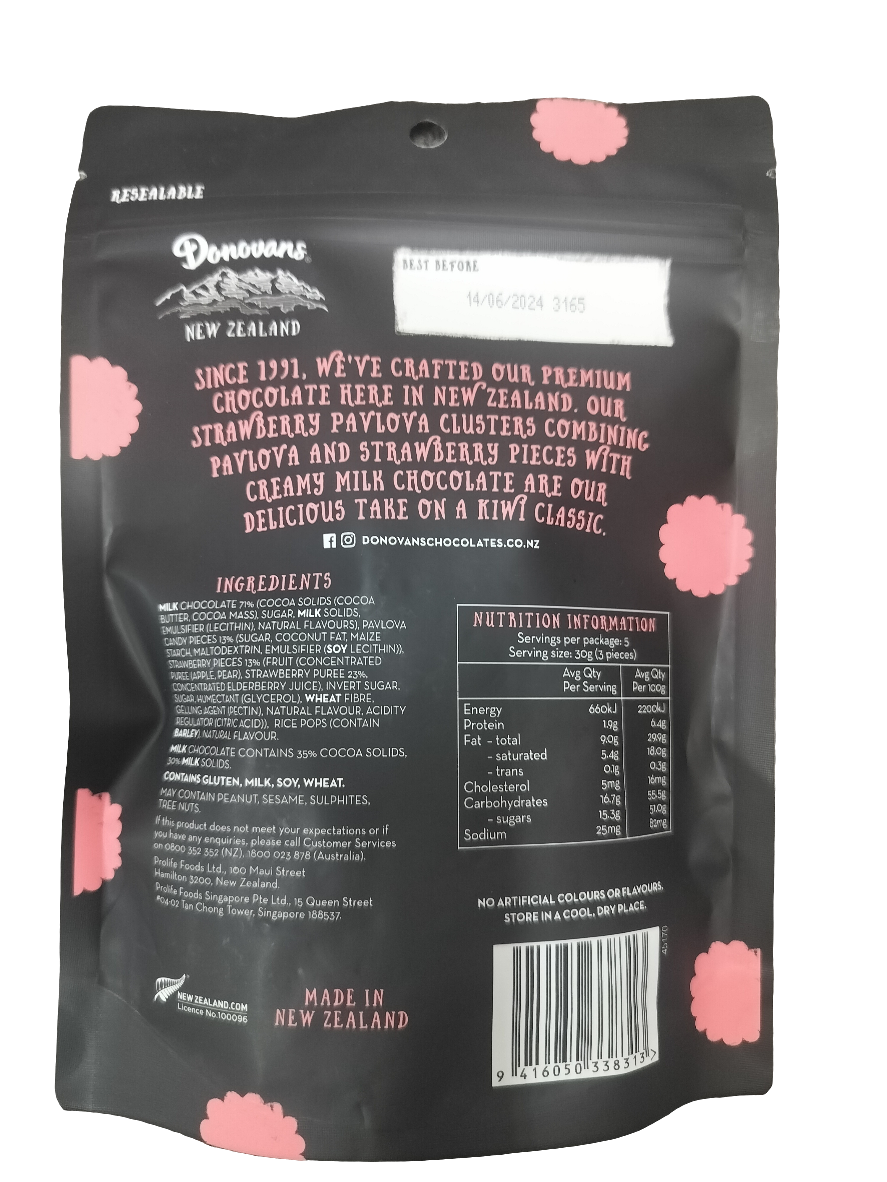 RESEALABLE
Donovans
NEW ZEALAND
BEST BEFORE
14/06/2024 3165
SINCE 1991, WE'VE CRAFTED OUR PREMIUM
CHOCOLATE HERE IN NEW ZEALAND. OUR
STRAWBERRY PAVLOVA CLUSTERS COMBINING
PAVLOVA AND STRAWBERRY PIECES WITH
CREAMY MILK CHOCOLATE ARE OUR
DELICIOUS TAKE ON A KIWI CLASSIC.
DONOVANSCHOCOLATES.CO.NZ
INGREDIENTS
MILK CHOCOLATE 71% (COCOA SOLIDS (COCOA
BUTTER, COCOA MASS), SUGAR, MILK SOLIDS,
EMULSIFIER (LECITHIN), NATURAL FLAVOURS), PAVLOVA
CANDY PIECES 13% (SUGAR, COCONUT FAT, MAIZE
STARCH, MALTODEXTRIN, EMULSIFIER (SOY LECITHIN)),
STRAWBERRY PIECES 13% (FRUIT (CONCENTRATED
PUREE (APPLE, PEAR), STRAWBERRY PUREE 23%,
CONCENTRATED ELDERBERRY JUICE), INVERT SUGAR,
SUGAR, HUMECTANT (GLYCEROL), WHEAT FIBRE,
GELLING AGENT (PECTIN), NATURAL FLAVOUR, ACIDITY
REGULATOR (CITRIC ACID)), RICE POPS (CONTAIN
BARLEY), NATURAL FLAVOUR.
MILK CHOCOLATE CONTAINS 35% COCOA SOLIDS,
30% MILK SOLIDS.
CONTAINS GLUTEN, MILK, SOY, WHEAT.
MAY CONTAIN PEANUT, SESAME, SULPHITES,
TREE NUTS.
If this product does not meet your expectations or if
you have any enquiries, please call Customer Services
on 0800 352 352 (NZ), 1800 023 878 (Australia).
Prolife Foods Ltd., 100 Maui Street
Hamilton 3200, New Zealand.
Prolife Foods Singapore Pte Ltd., 15 Queen Street
#04-02 Tan Chong Tower, Singapore 188537.
NEW ZEALAND.COM
Licence No.100096
MADE IN
NEW ZEALAND
NUTRITION INFORMATION
Servings per package: 5
Serving size: 30g (3 pieces)
Avg Qty Avg Qty
Per Serving Per 100g
Energy 660kJ 2200kJ
Protein 1.9g 6.4g
Fat - total 9.0g 29.9g
- saturated 5.4g 18.0g
- trans 0.1g 0.3g
Cholesterol 5mg 16mg
Carbohydrates 16.7g 55.5g
- sugars 15.3g 51.0g
Sodium 25mg 82mg
NO ARTIFICIAL COLOURS OR FLAVOURS.
STORE IN A COOL, DRY PLACE.
45170
9 416050 338313 >